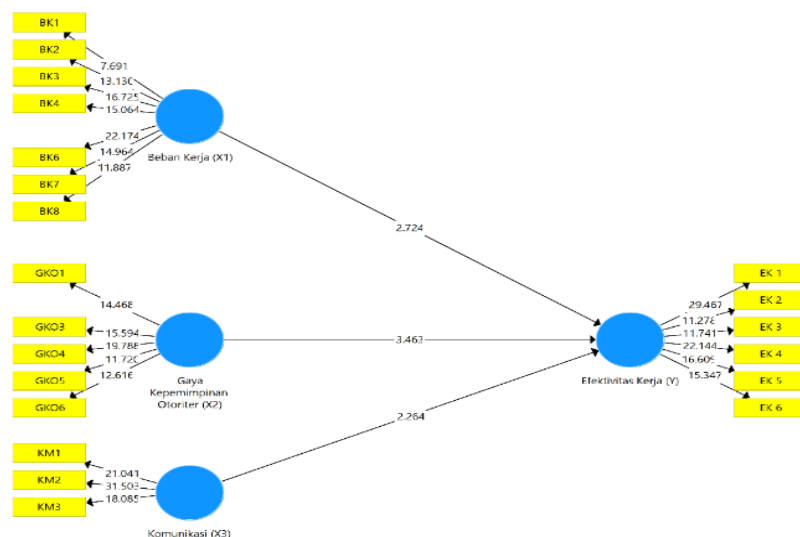 BK1
BK2
BK3
BK4
BK6
BK7
BK8
7.691
13.130
16.725
15.064
22.174
14.964
11.887
Beban Kerja (X1)
2.724
GKO1
GKO3
GKO4
GKO5
GKO6
14.468
15.594
19.788
11.720
12.616
Gaya
Kepemimpinan
Otoriter (X2)
3.463
KM1
KM2
KM3
21.041
31.503
18.085
Komunikasi (X3)
2.264
Efektivitas Kerja (Y)
29.467
11.278
11.741
22.144
16.609
15.347
EK 1
EK 2
EK 3
EK 4
EK 5
EK 6